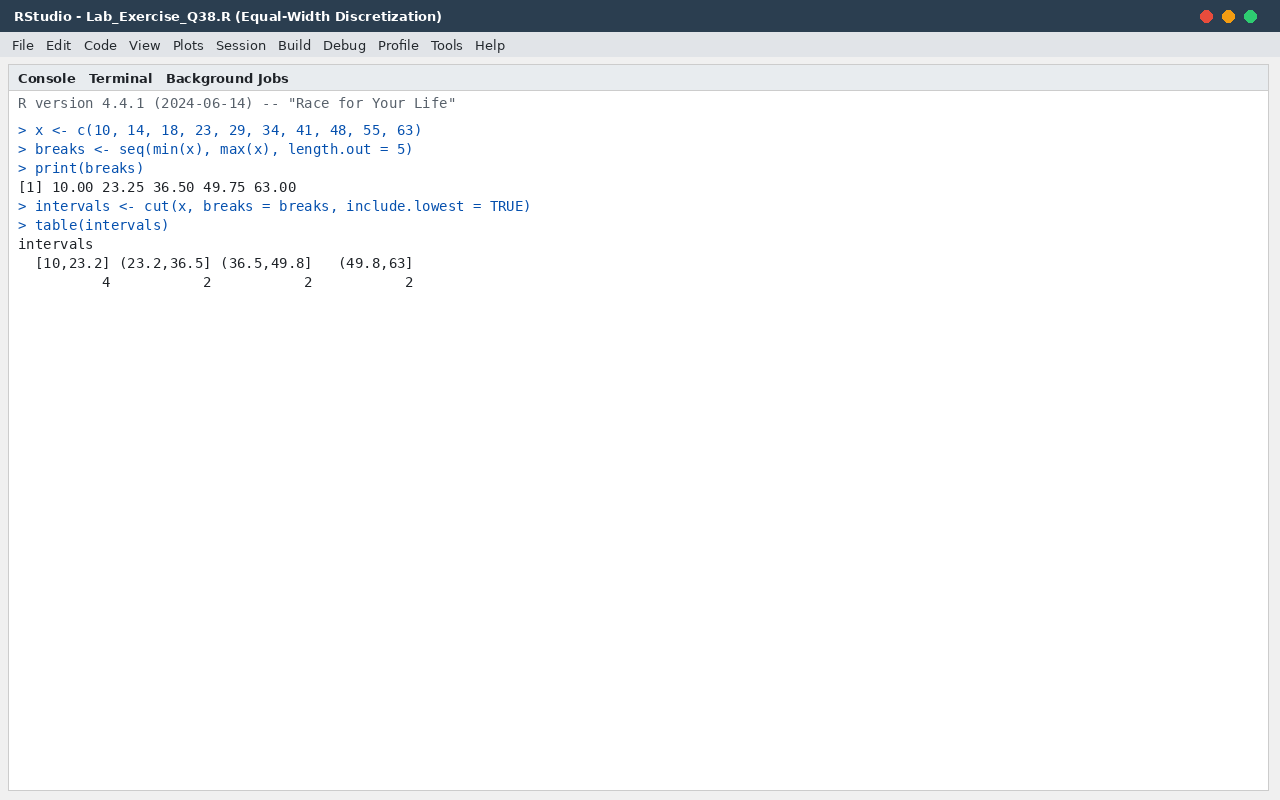 RStudio - Lab_Exercise_Q38.R (Equal-Width Discretization)
File Edit Code View Plots Session Build Debug Profile Tools Help
Console Terminal Background Jobs
R version 4.4.1 (2024-06-14) -- "Race for Your Life"
> x <- c(10, 14, 18, 23, 29, 34, 41, 48, 55, 63)
> breaks <- seq(min(x), max(x), length.out = 5)
> print(breaks)
[1] 10.00 23.25 36.50 49.75 63.00
> intervals <- cut(x, breaks = breaks, include.lowest = TRUE)
> table(intervals)
intervals
  [10,23.2] (23.2,36.5] (36.5,49.8]   (49.8,63]
          4           2           2           2